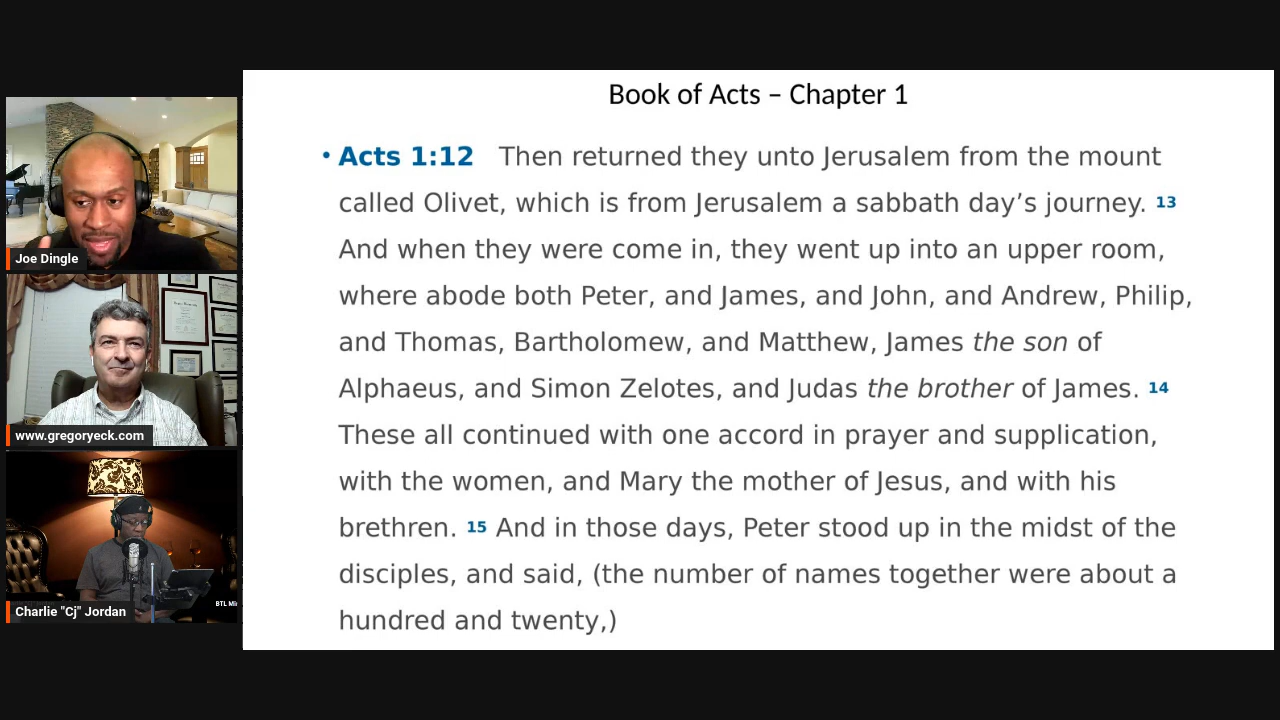 Joe Dingle
www.gregoryeck.com
Charlie "Cj" Jordan
Book of Acts – Chapter 1
• Acts 1:12 Then returned they unto Jerusalem from the mount
called Olivet, which is from Jerusalem a sabbath day’s journey. 13
And when they were come in, they went up into an upper room,
where abode both Peter, and James, and John, and Andrew, Philip,
and Thomas, Bartholomew, and Matthew, James the son of
Alphaeus, and Simon Zelotes, and Judas the brother of James. 14
These all continued with one accord in prayer and supplication,
with the women, and Mary the mother of Jesus, and with his
brethren. 15 And in those days, Peter stood up in the midst of the
disciples, and said, (the number of names together were about a
hundred and twenty,)